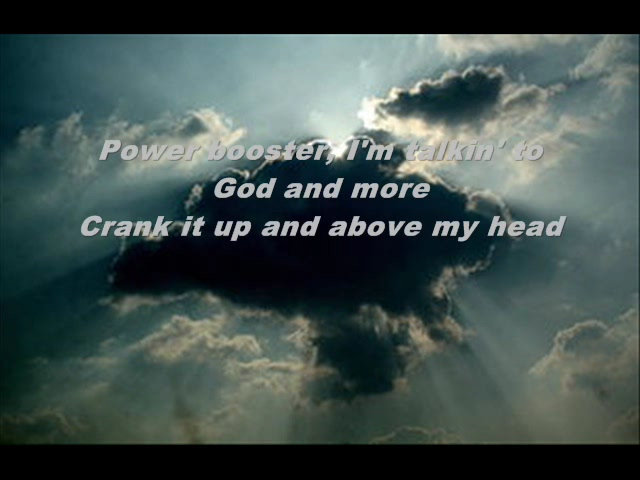 Power booster, I'm talkin' to
God and more
Crank it up and above my head